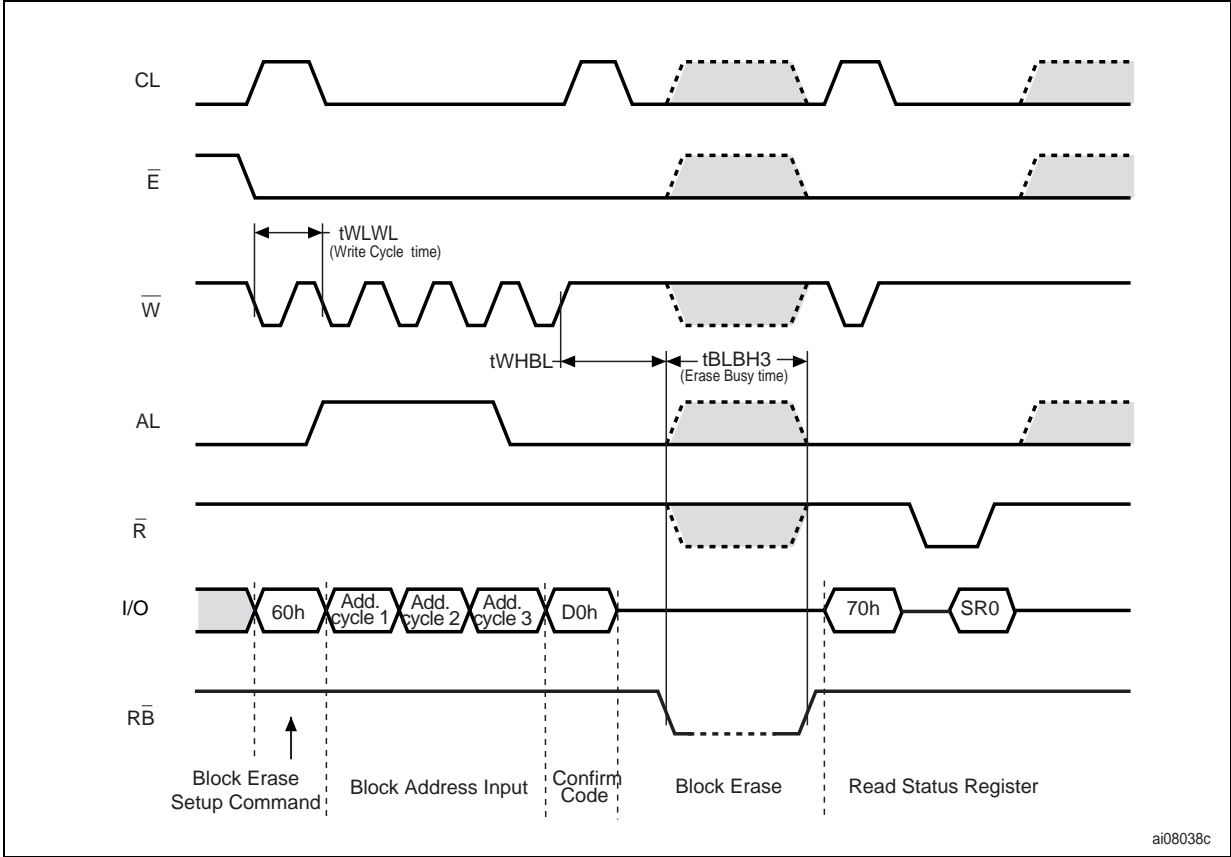 CL
E̅
tWLWL
(Write Cycle time)
W̅
tWHBL
tBLBH3
(Erase Busy time)
AL
R̅
I/O
60h
Add.
cycle 1
Add.
cycle 2
Add.
cycle 3
D0h
70h
SR0
RB̅
Block Erase
Setup Command
Block Address Input
Confirm
Code
Block Erase
Read Status Register
ai08038c